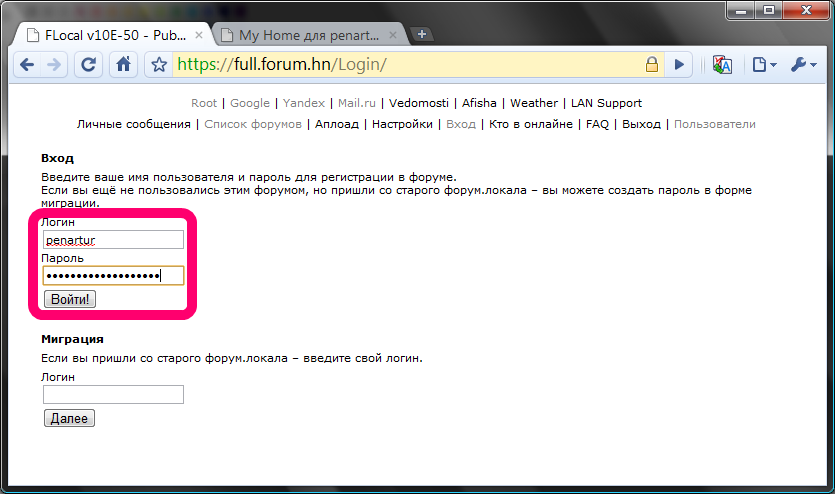 FLocal v10E-50 - Pub...
My Home для penart...
https://full.forum.hn/Login/
Root | Google | Yandex | Mail.ru | Vedomosti | Afisha | Weather | LAN Support
Личные сообщения | Список форумов | Аплоад | Настройки | Вход | Кто в онлайне | FAQ | Выход | Пользователи
Вход
Введите ваше имя пользователя и пароль для регистрации в форуме.
Если вы ещё не пользовались этим форумом, но пришли со старого форум.локала – вы можете создать пароль в форме
миграции.
Логин
penartur
Пароль
•••••••••••••••••••
Войти!
Миграция
Если вы пришли со старого форум.локала – введите свой логин.
Логин
Далее